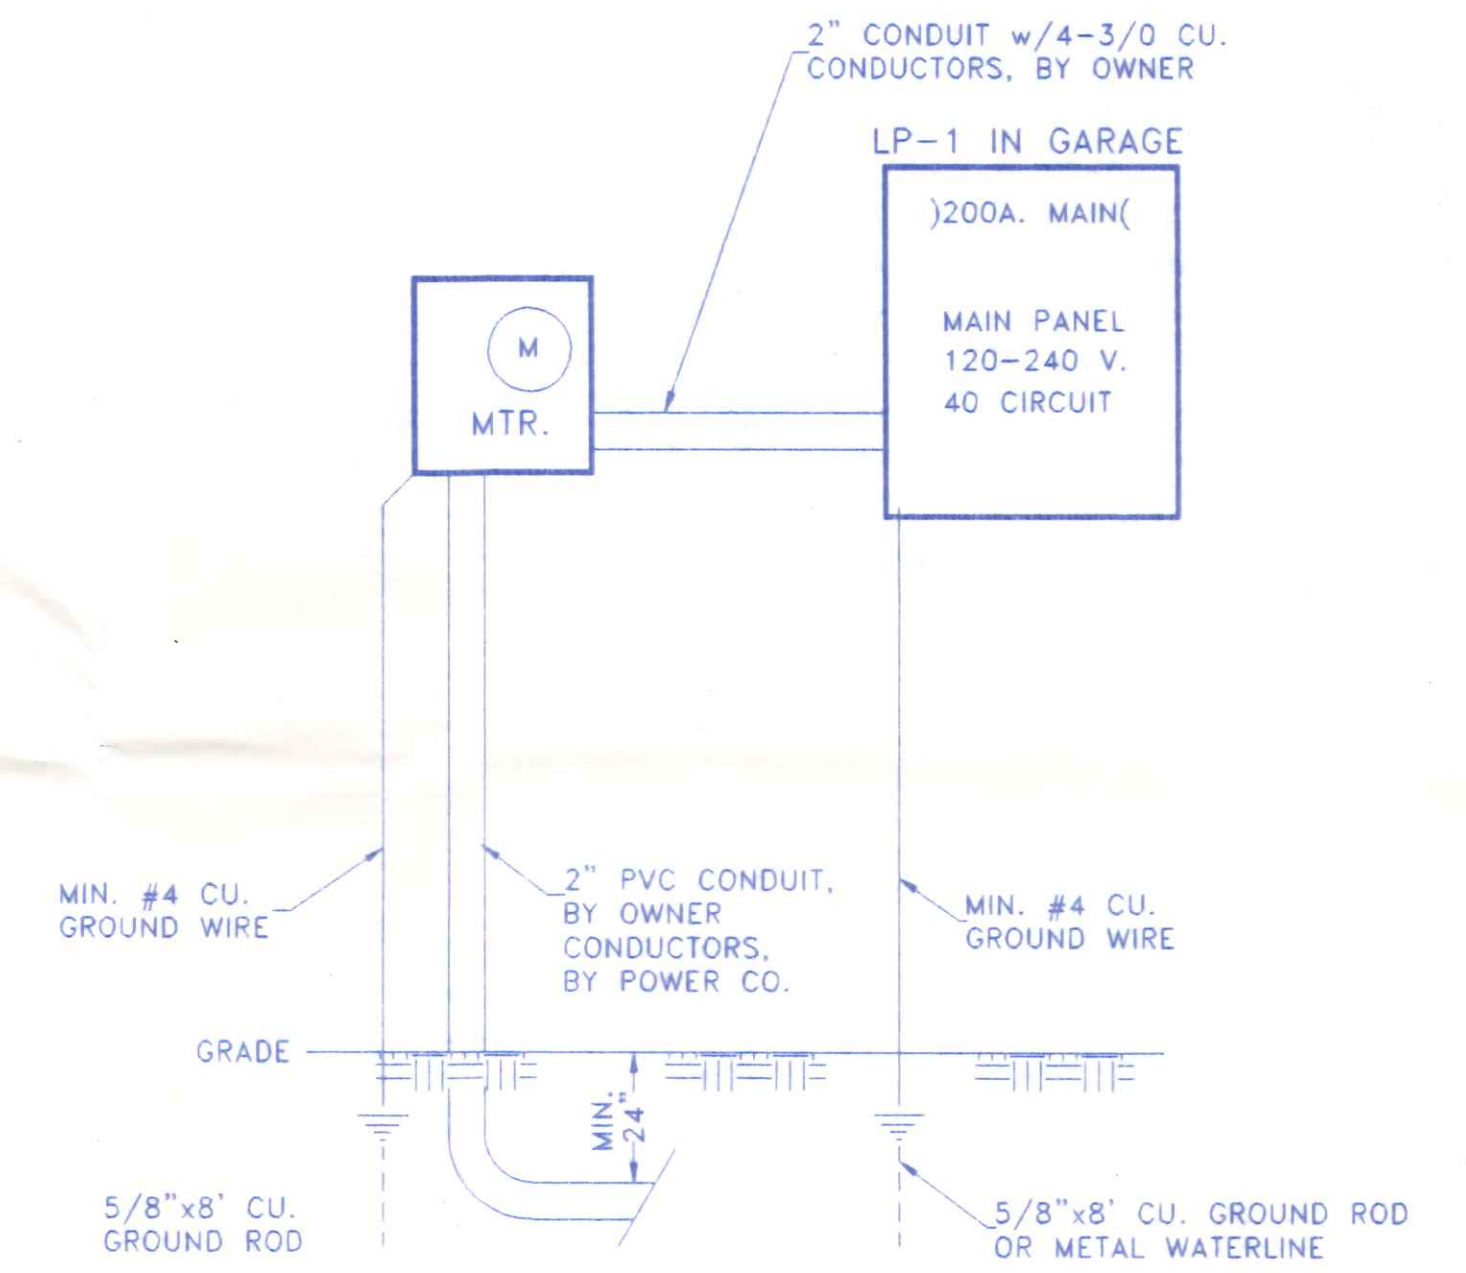 2" CONDUIT w/4-3/0 CU.
CONDUCTORS, BY OWNER
LP-1 IN GARAGE
)200A. MAIN(
MAIN PANEL
120-240 V.
40 CIRCUIT
M
MTR.
MIN. #4 CU.
GROUND WIRE
2" PVC CONDUIT,
BY OWNER
CONDUCTORS,
BY POWER CO.
MIN. #4 CU.
GROUND WIRE
GRADE
MIN.
24"
5/8"x8' CU.
GROUND ROD
5/8"x8' CU. GROUND ROD
OR METAL WATERLINE